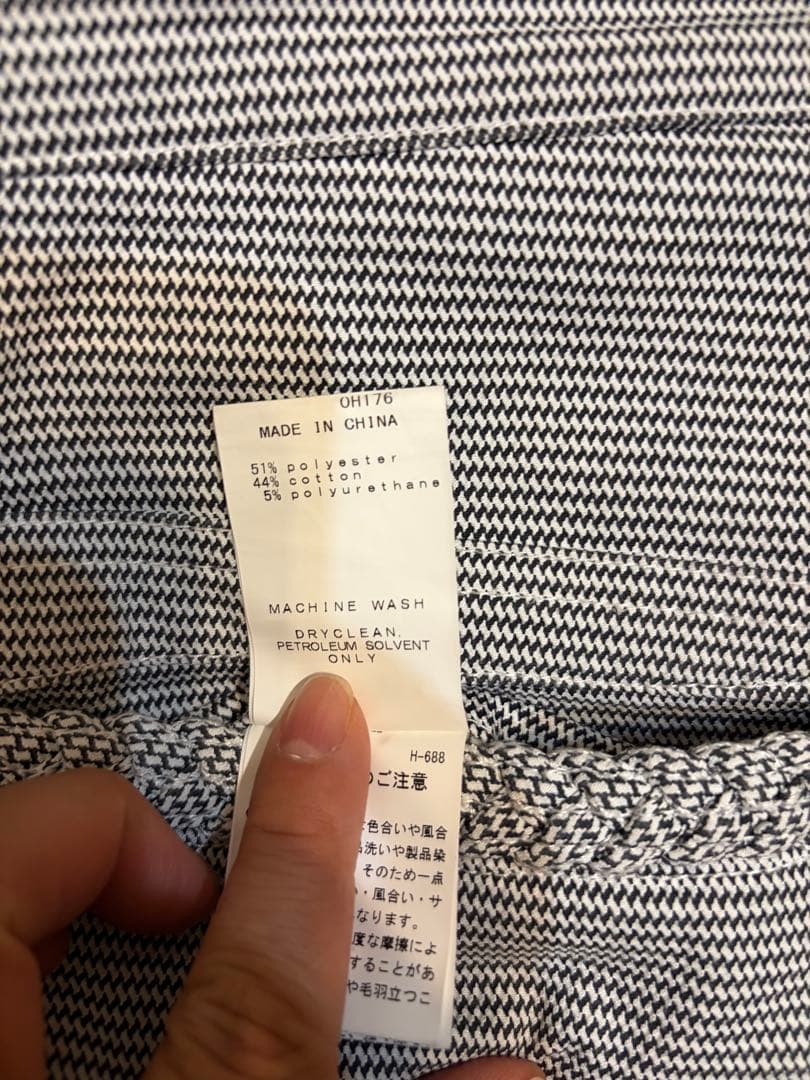 OH176
MADE IN CHINA
51% polyester
44% cotton
5% polyurethane
MACHINE WASH
DRYCLEAN.
PETROLEUM SOLVENT
ONLY
H-688
ご注意
色合いや風合
洗いや製品染
そのため一点
・風合い・サ
なります。
度な摩擦によ
することがあ
や毛羽立つこ